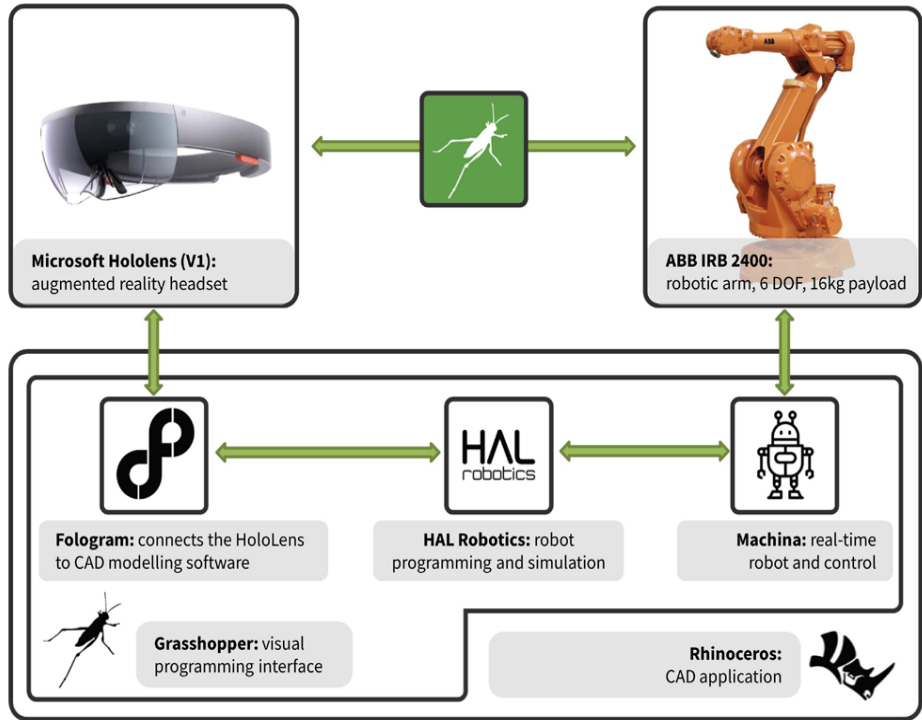 ABB
Microsoft Hololens (V1):
augmented reality headset
ABB IRB 2400:
robotic arm, 6 DOF, 16kg payload
HAL
robotics
Fologram: connects the HoloLens
to CAD modelling software
HAL Robotics: robot
programming and simulation
Machina: real-time
robot and control
Grasshopper: visual
programming interface
Rhinoceros:
CAD application